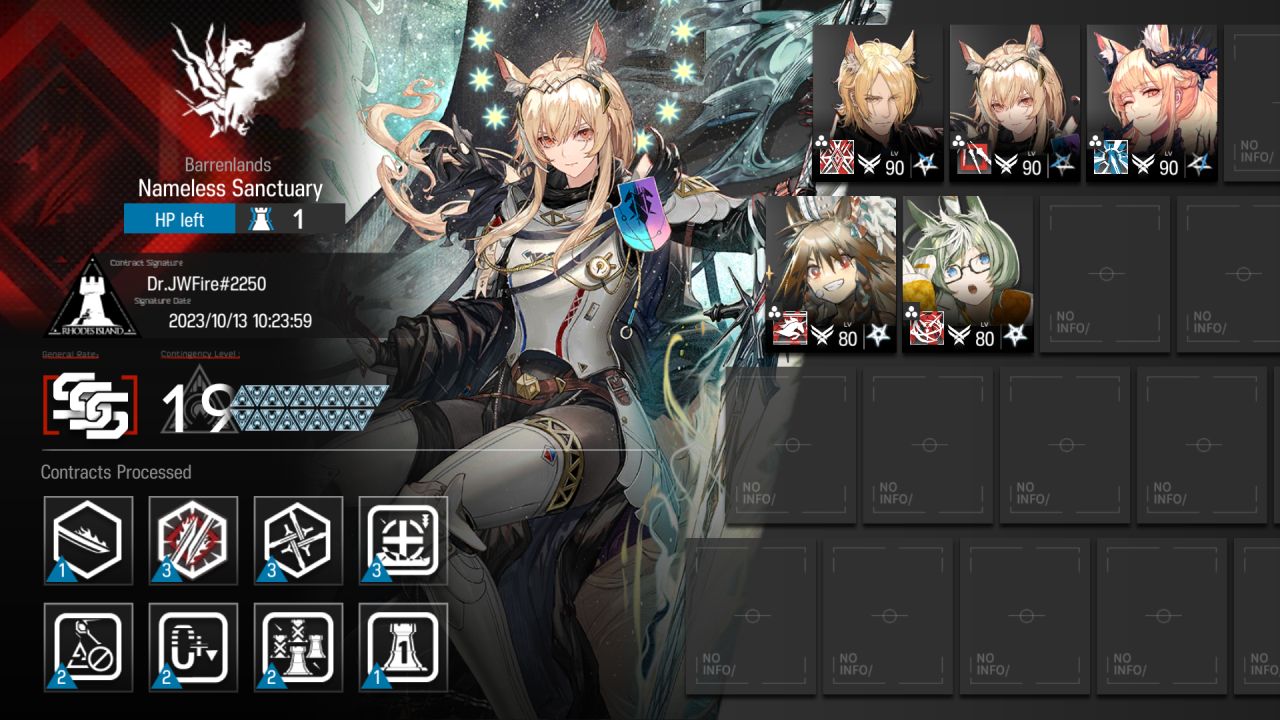 Barrenlands
Nameless Sanctuary
HP left 1
Contract Signature
Dr.JWFire#2250
Signature Date
2023/10/13 10:23:59
RHODES ISLAND
General Rate:
Contingency Level:
SSS
19
Contracts Processed
1 3 3 3
2 2 2 1
1
LV
90
LV
90
LV
90
NO
INFO/
LV
80
LV
80
NO
INFO/
NO
INFO/
NO
INFO/
NO
INFO/
NO
INFO/
NO
INFO/
NO
INFO/
NO
INFO/
NO
INFO/
NO
INFO/
NO
INFO/